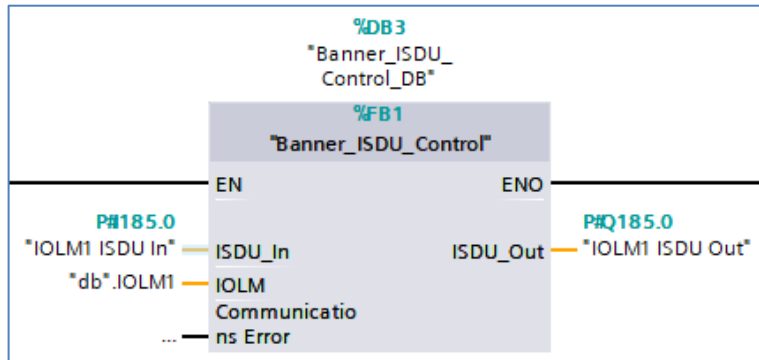 %DB3
"Banner_ISDU_
Control_DB"
%FB1
"Banner_ISDU_Control"
EN ENO
P#I185.0 P#Q185.0
"IOLM1 ISDU In" ISDU_In ISDU_Out "IOLM1 ISDU Out"
"db".IOLM1 IOLM
Communicatio
... ns Error